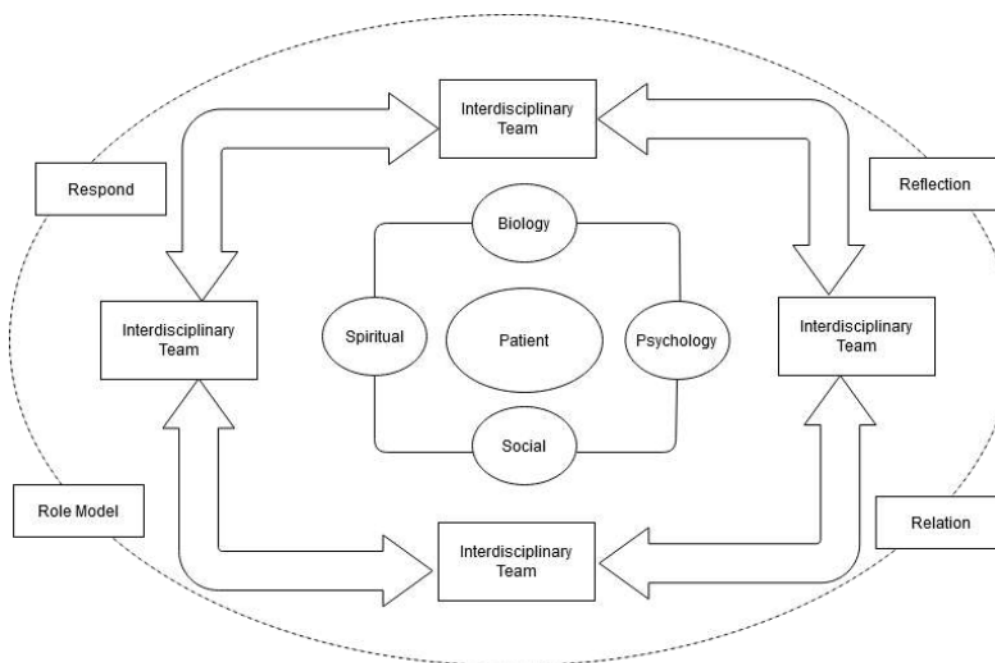 Interdisciplinary
Team
Respond
Reflection
Biology
Interdisciplinary
Team
Spiritual
Patient
Psychology
Interdisciplinary
Team
Social
Role Model
Relation
Interdisciplinary
Team